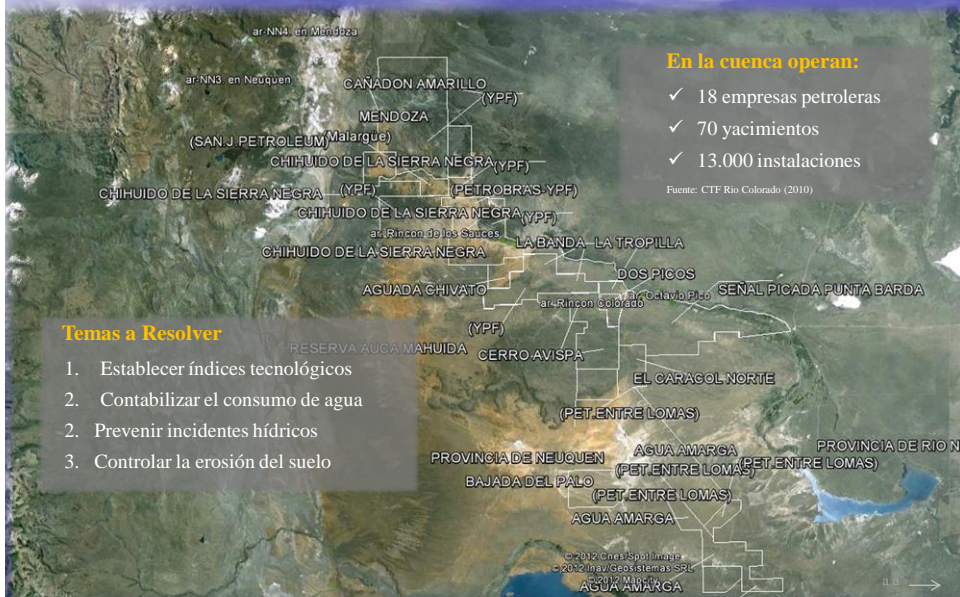 ar-NN4. en Mendoza
ar-NN3. en Neuquen
CAÑADON AMARILLO
(YPF)
MENDOZA
(Malargüe)
(SAN.J PETROLEUM)
CHIHUIDO DE LA SIERRA NEGRA
(YPF)
CHIHUIDO DE LA SIERRA NEGRA
(YPF)
(PETROBRAS-YPF)
CHIHUIDO DE LA SIERRA NEGRA
(YPF)
ar. Rincon de los Sauces
CHIHUIDO DE LA SIERRA NEGRA
LA BANDA-LA TROPILLA
DOS PICOS
AGUADA CHIVATO
ar. Rincon Colorado
ar. Octavio Pico
SEÑAL PICADA PUNTA BARDA
(YPF)
RESERVA AUCA MAHUIDA
CERRO AVISPA
EL CARACOL NORTE
(PET.ENTRE LOMAS)
AGUA AMARGA
PROVINCIA DE RIO N
PROVINCIA DE NEUQUEN
(PET.ENTRE LOMAS)
(PET.ENTRE LOMAS)
BAJADA DEL PALO
(PET.ENTRE LOMAS)
AGUA AMARGA
© 2012 Cnes/Spot Image
© 2012 Inav/Geosistemas SRL
© 2012 Mapcity
AGUA AMARGA
En la cuenca operan:
✓ 18 empresas petroleras
✓ 70 yacimientos
✓ 13.000 instalaciones
Fuente: CTF Rio Colorado (2010)
Temas a Resolver
1. Establecer índices tecnológicos
2. Contabilizar el consumo de agua
2. Prevenir incidentes hídricos
3. Controlar la erosión del suelo
a a